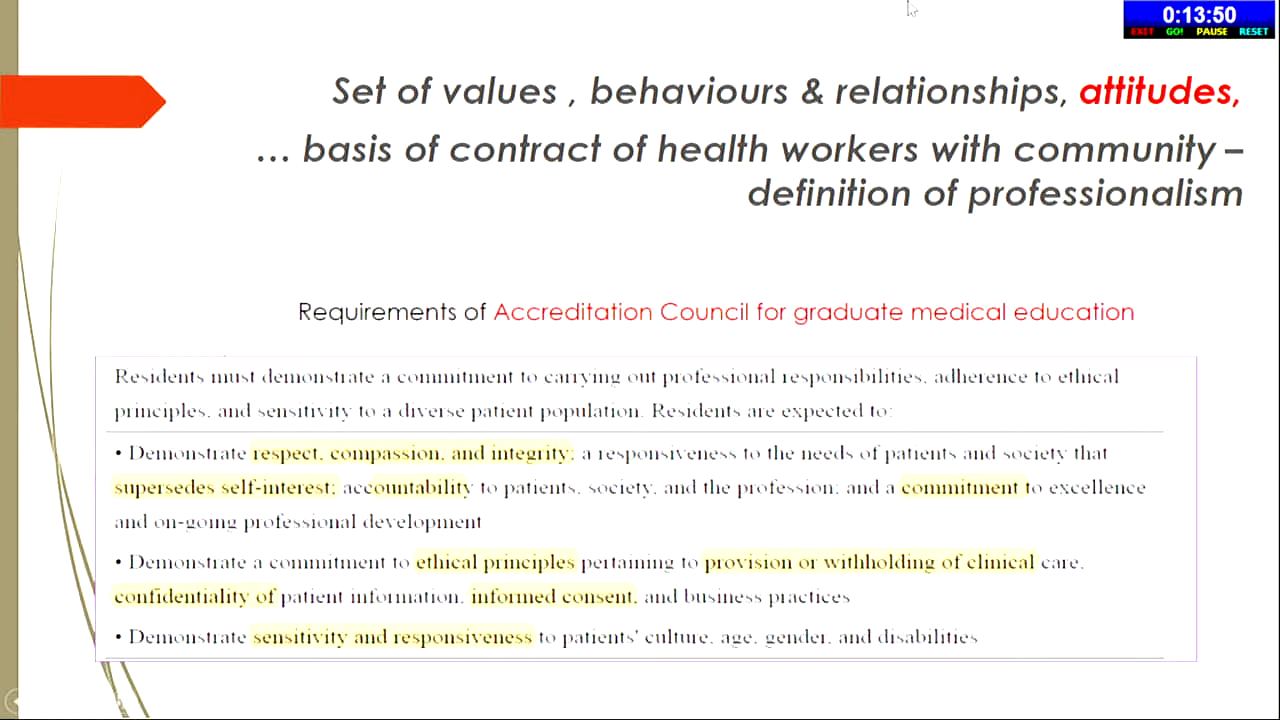 0:13:50
EXIT GO! PAUSE RESET
Set of values , behaviours & relationships, attitudes,
... basis of contract of health workers with community –
definition of professionalism
Requirements of Accreditation Council for graduate medical education
Residents must demonstrate a commitment to carrying out professional responsibilities, adherence to ethical
principles, and sensitivity to a diverse patient population. Residents are expected to:
• Demonstrate respect, compassion, and integrity; a responsiveness to the needs of patients and society that
supersedes self-interest; accountability to patients, society, and the profession; and a commitment to excellence
and on-going professional development
• Demonstrate a commitment to ethical principles pertaining to provision or withholding of clinical care,
confidentiality of patient information, informed consent, and business practices
• Demonstrate sensitivity and responsiveness to patients' culture, age, gender, and disabilities